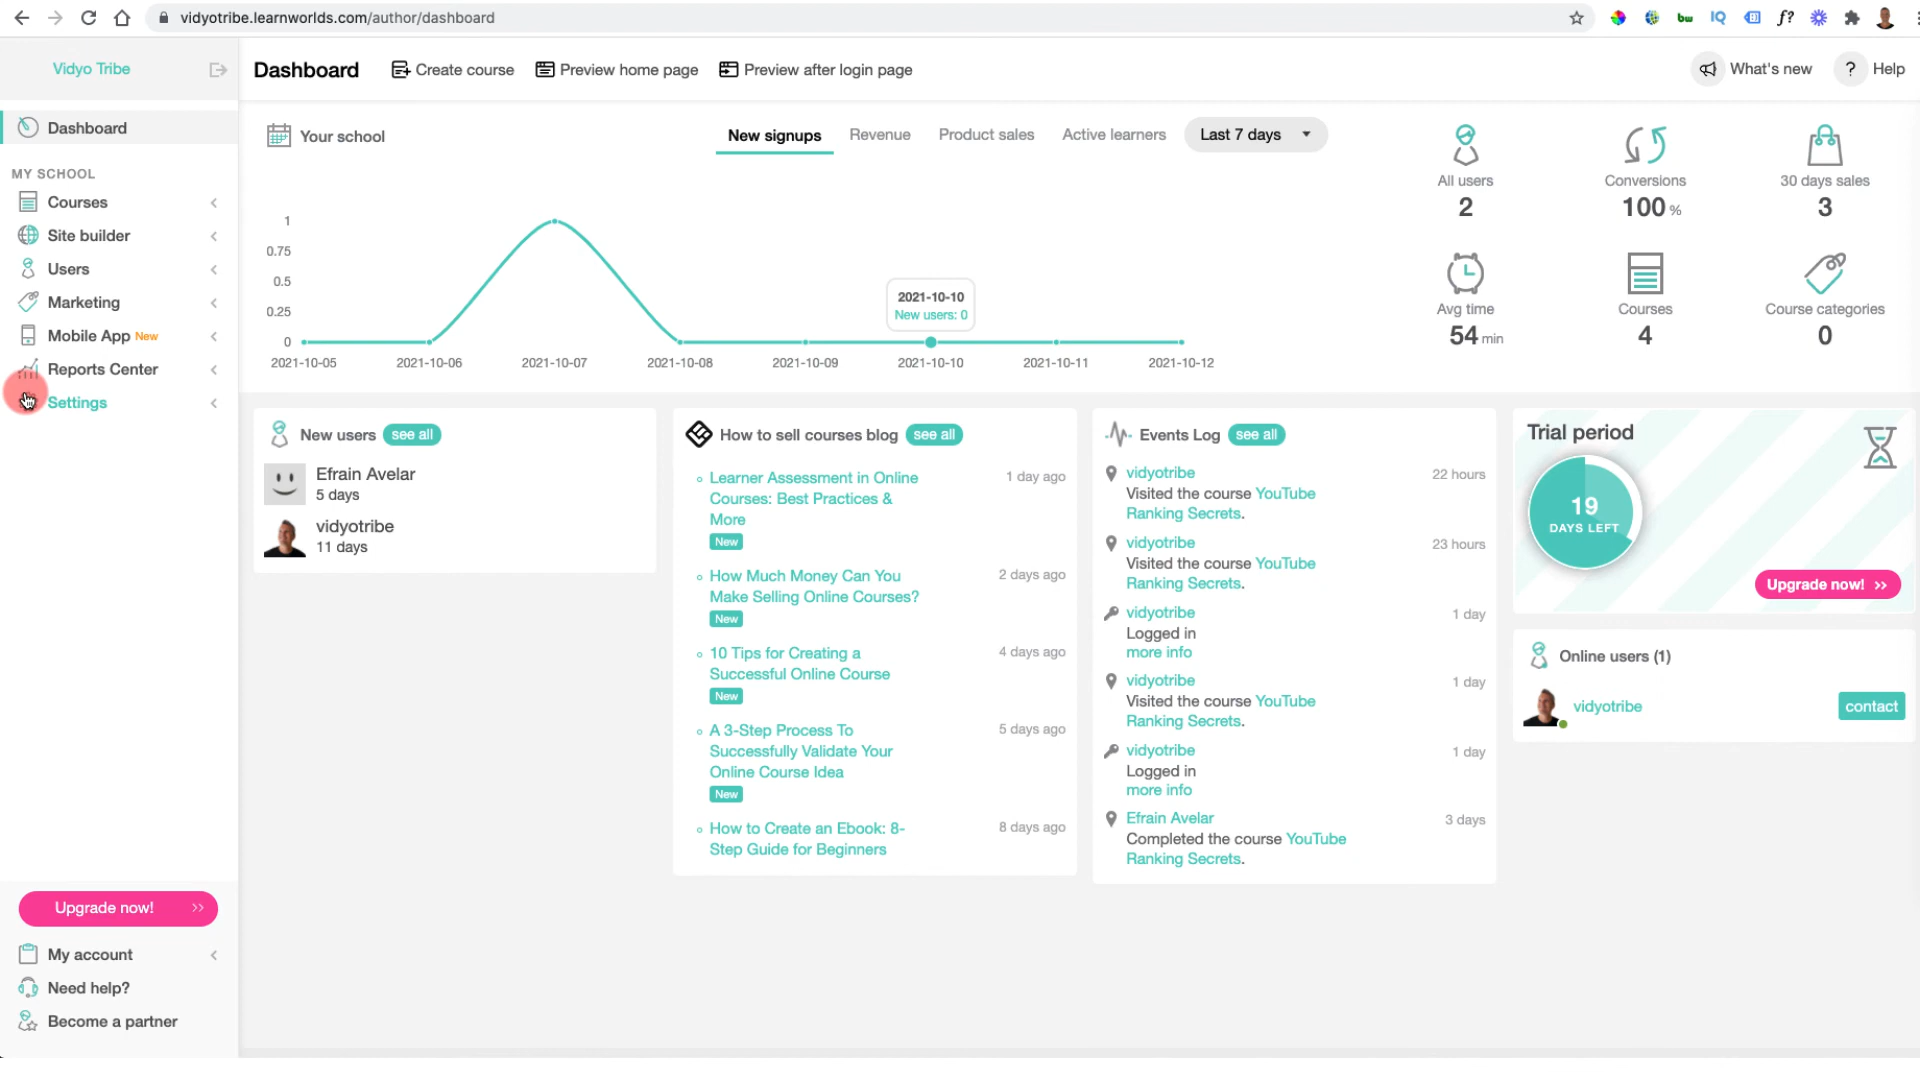 vidyotribe.learnworlds.com/author/dashboard
bw
IQ
f?
Vidyo Tribe
Dashboard
Create course
Preview home page
Preview after login page
What's new
?
Help
Dashboard
MY SCHOOL
Courses
Site builder
Users
Marketing
Mobile App New
Reports Center
Settings
Upgrade now! >>
My account
Need help?
Become a partner
Your school
New signups
Revenue
Product sales
Active learners
Last 7 days
1
0.75
0.5
0.25
0
2021-10-10
New users: 0
2021-10-05
2021-10-06
2021-10-07
2021-10-08
2021-10-09
2021-10-10
2021-10-11
2021-10-12
All users
2
Conversions
100 %
30 days sales
3
Avg time
54 min
Courses
4
Course categories
0
New users see all
Efrain Avelar
5 days
vidyotribe
11 days
How to sell courses blog see all
Learner Assessment in Online 1 day ago
Courses: Best Practices &
More
New
How Much Money Can You 2 days ago
Make Selling Online Courses?
New
10 Tips for Creating a 4 days ago
Successful Online Course
New
A 3-Step Process To 5 days ago
Successfully Validate Your
Online Course Idea
New
How to Create an Ebook: 8- 8 days ago
Step Guide for Beginners
Events Log see all
vidyotribe 22 hours
Visited the course YouTube
Ranking Secrets.
vidyotribe 23 hours
Visited the course YouTube
Ranking Secrets.
vidyotribe 1 day
Logged in
more info
vidyotribe 1 day
Visited the course YouTube
Ranking Secrets.
vidyotribe 1 day
Logged in
more info
Efrain Avelar 3 days
Completed the course YouTube
Ranking Secrets.
Trial period
19
DAYS LEFT
Upgrade now! >>
Online users (1)
vidyotribe
contact